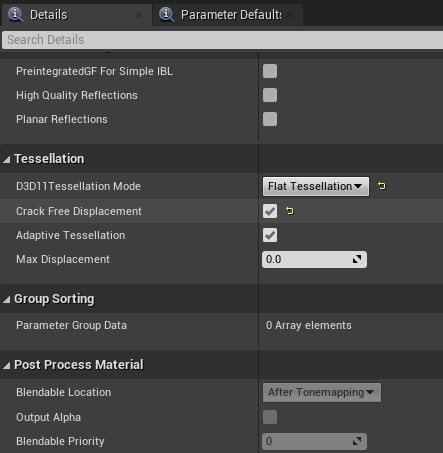 Details
Parameter Defaults
Search Details
PreintegratedGF For Simple IBL
High Quality Reflections
Planar Reflections
Tessellation
D3D11Tessellation Mode
Flat Tessellation
Crack Free Displacement
Adaptive Tessellation
Max Displacement
0.0
Group Sorting
Parameter Group Data
0 Array elements
Post Process Material
Blendable Location
After Tonemapping
Output Alpha
Blendable Priority
0